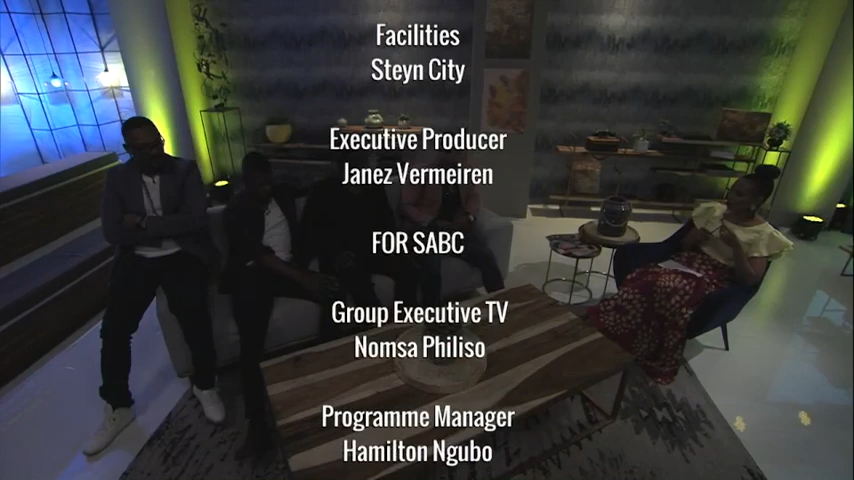 Facilities
Steyn City
Executive Producer
Janez Vermeiren
FOR SABC
Group Executive TV
Nomsa Philiso
Programme Manager
Hamilton Ngubo